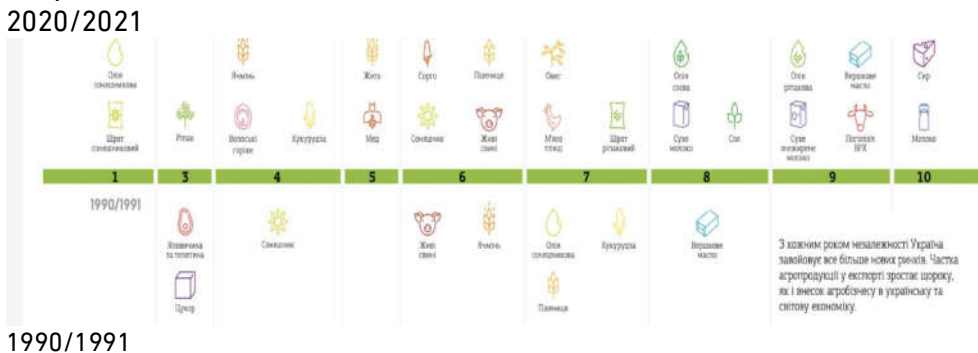 2020/2021
Олія соняшникова
Ячмінь
Жито
Сорго
Пшениця
Овес
Олія соєва
Олія ріпакова
Вершкове масло
Сир
Шрот соняшниковий
Ріпак
Волоські горіхи
Кукурудза
Мед
Соняшник
Живі свині
М'ясо птиці
Шрот ріпаковий
Сухе молоко
Соя
Сухе знежирене молоко
Поголів'я ВРХ
Молоко
1 3 4 5 6 7 8 9 10
1990/1991
Яловичина та телятина
Соняшник
Живі свині
Ячмінь
Олія соняшникова
Кукурудза
Вершкове масло
Цукор
Пшениця
З кожним роком незалежності Україна
завойовує все більше нових ринків. Частка
агропродукції у експорті зростає щороку,
як і внесок агробізнесу в українську та
світову економіку.
1990/1991